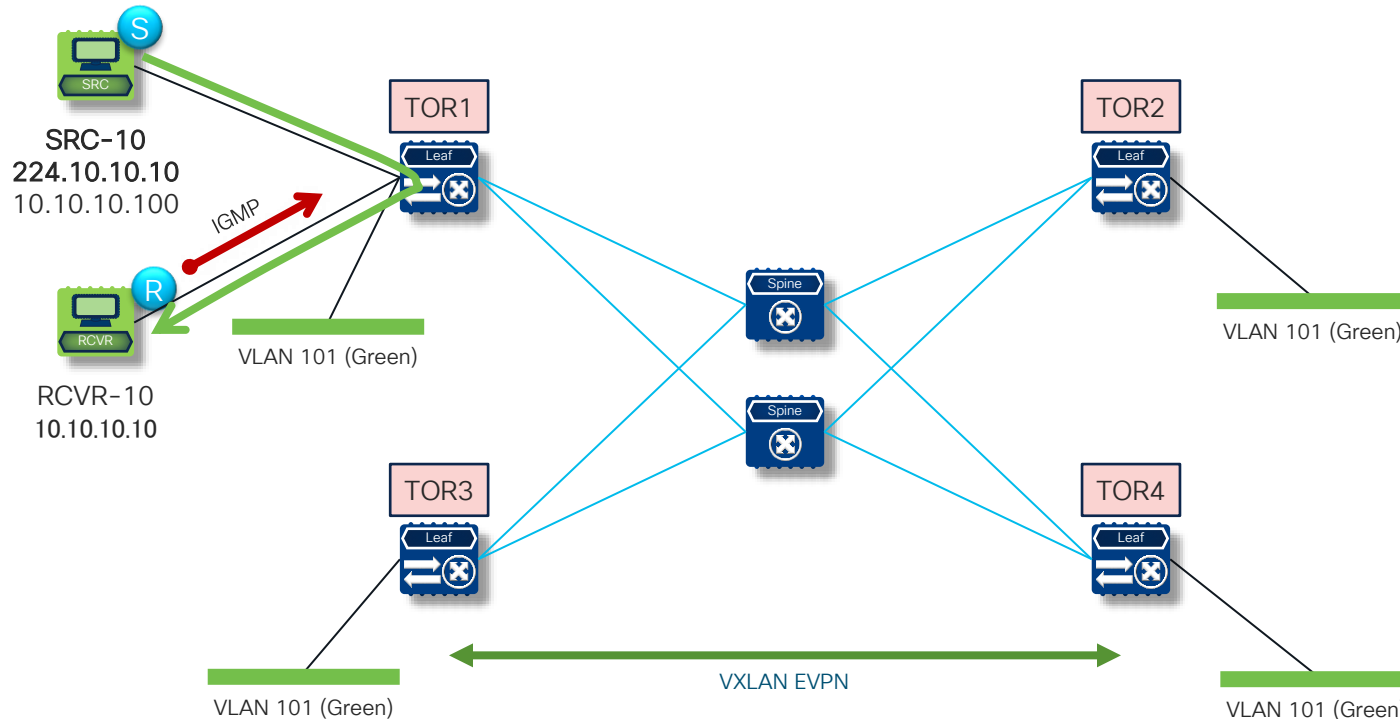 S
SRC
SRC-10
224.10.10.10
10.10.10.100
IGMP
R
RCVR
RCVR-10
10.10.10.10
TOR1
Leaf
VLAN 101 (Green)
TOR2
Leaf
VLAN 101 (Green)
Spine
Spine
TOR3
Leaf
VLAN 101 (Green)
TOR4
Leaf
VLAN 101 (Green
VXLAN EVPN